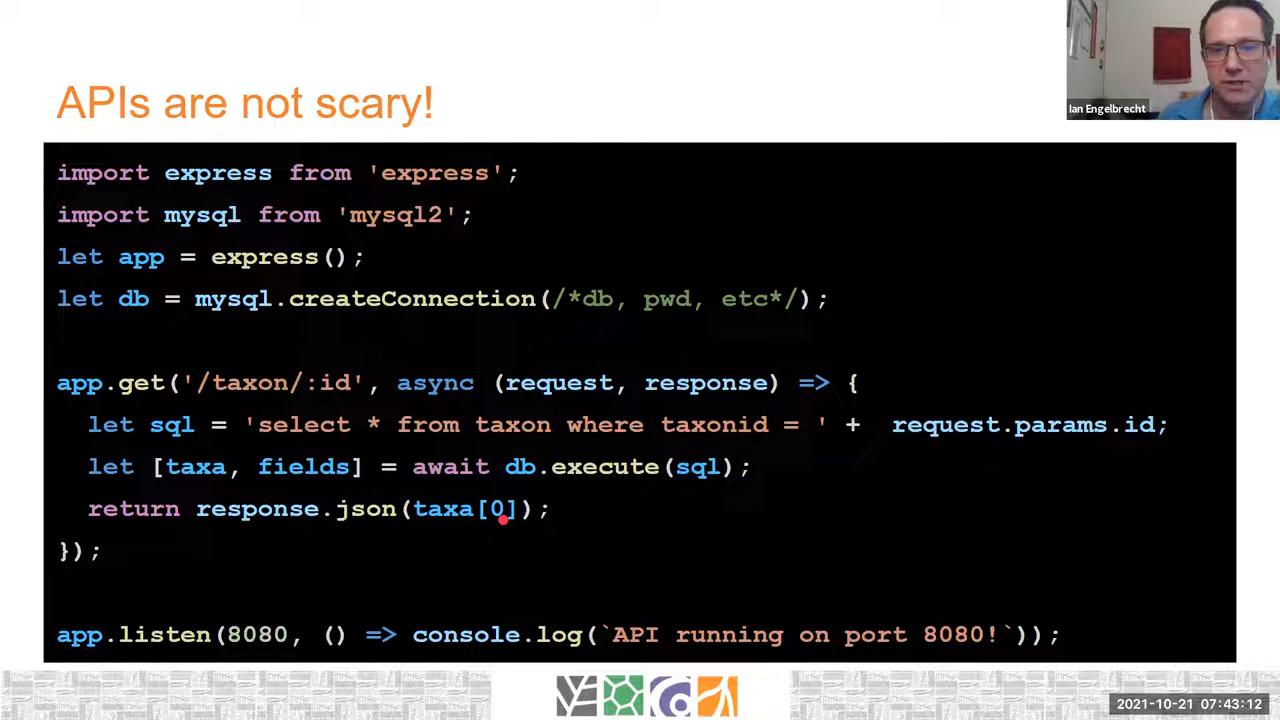 APIs are not scary!
Ian Engelbrecht
import express from 'express';
import mysql from 'mysql2';
let app = express();
let db = mysql.createConnection(/*db, pwd, etc*/);
app.get('/taxon/:id', async (request, response) => {
let sql = 'select * from taxon where taxonid = ' + request.params.id;
let [taxa, fields] = await db.execute(sql);
return response.json(taxa[0]);
});
app.listen(8080, () => console.log(`API running on port 8080!`));
2021-10-21 07:43:12